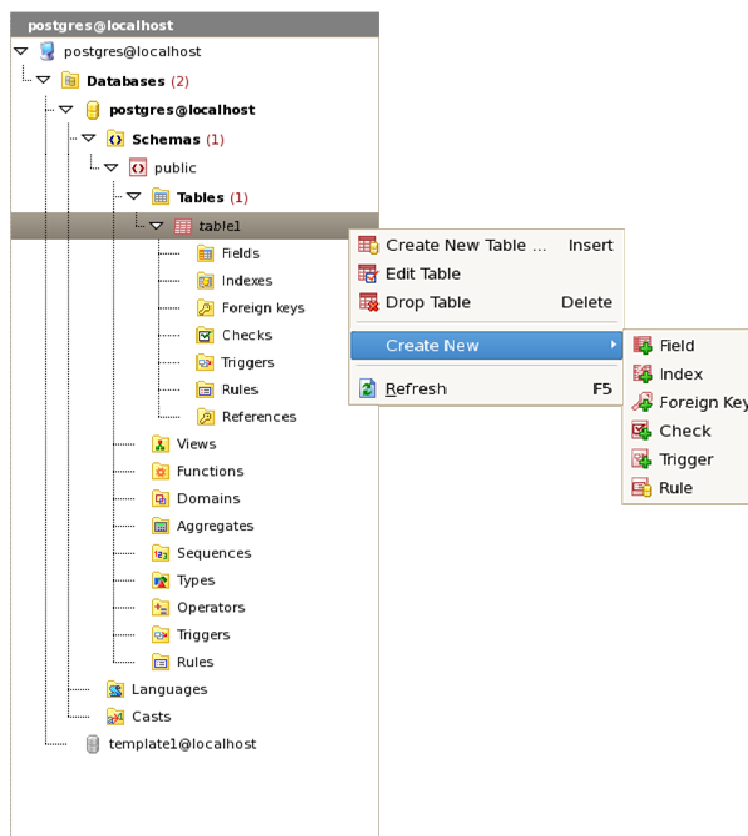 postgres@localhost
postgres@localhost
Databases (2)
postgres@localhost
Schemas (1)
public
Tables (1)
table1
Fields
Indexes
Foreign keys
Checks
Triggers
Rules
References
Views
Functions
Domains
Aggregates
Sequences
Types
Operators
Triggers
Rules
Languages
Casts
template1@localhost
Create New Table ... Insert
Edit Table
Drop Table Delete
Create New
Refresh F5
Field
Index
Foreign Key
Check
Trigger
Rule